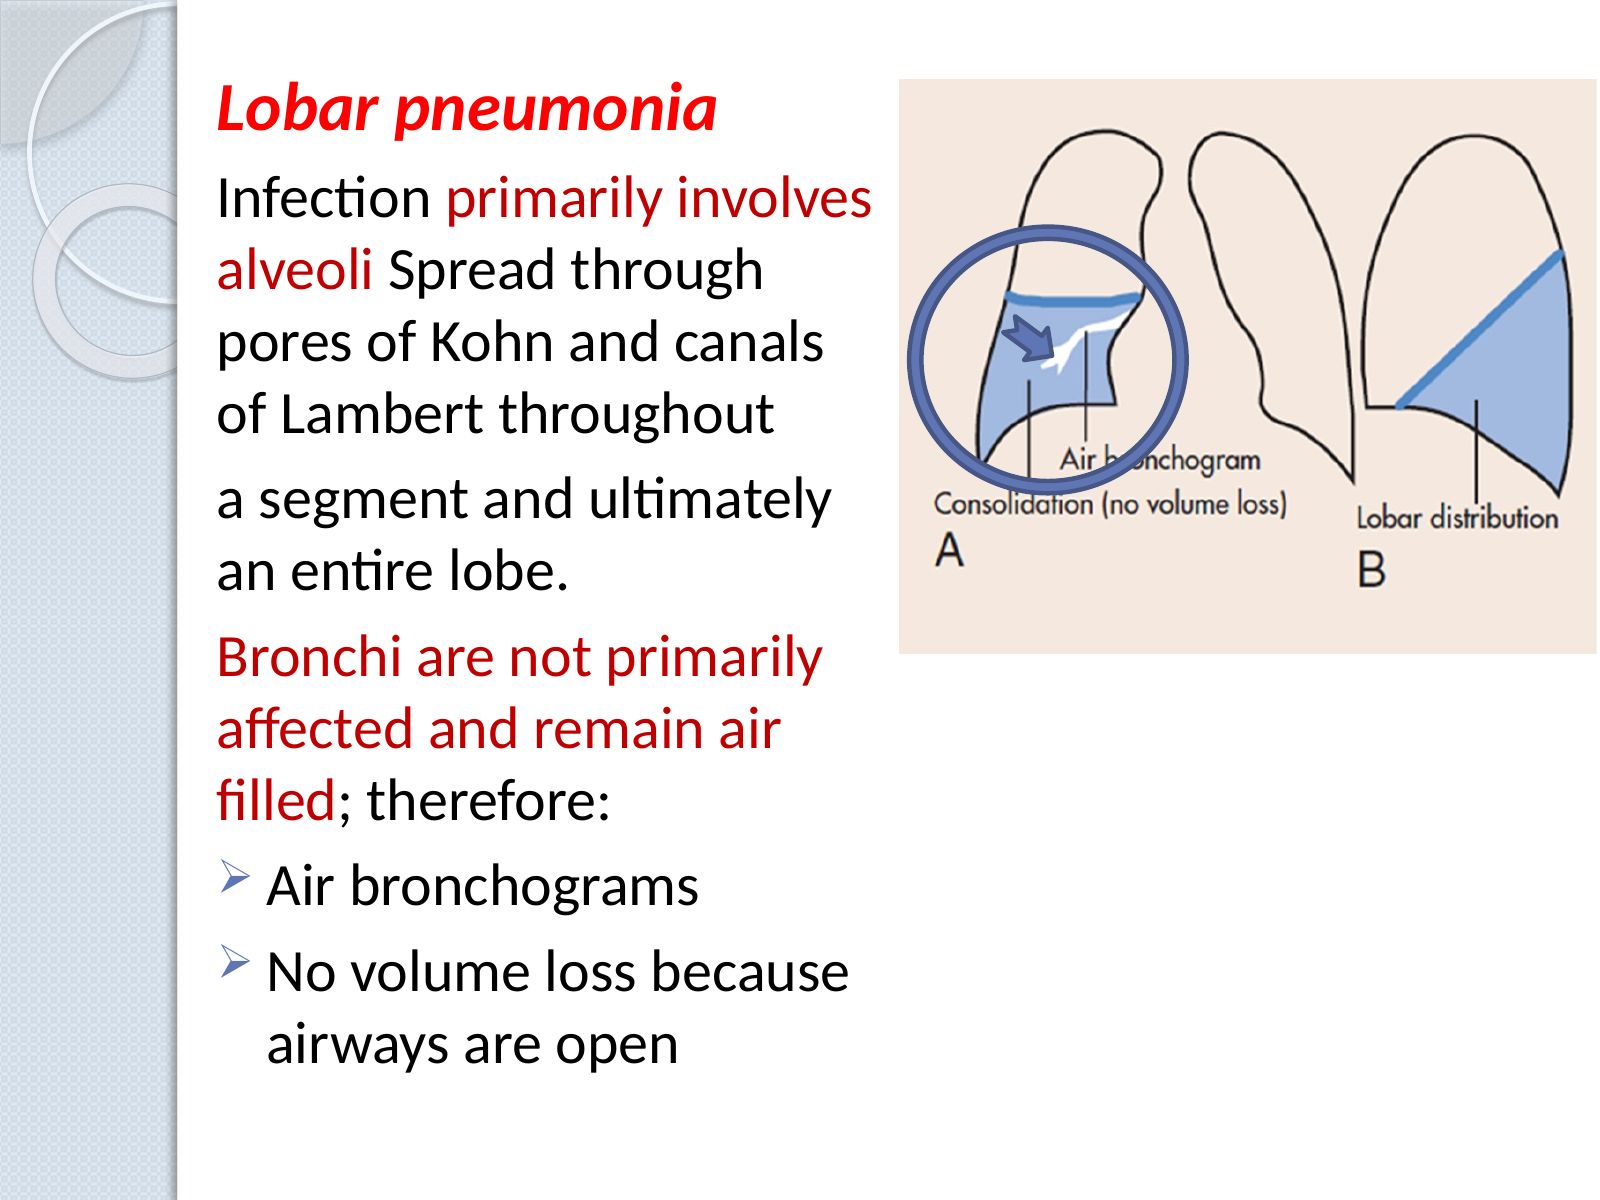 Lobar pneumonia
Infection primarily involves
alveoli Spread through
pores of Kohn and canals
of Lambert throughout
a segment and ultimately
an entire lobe.
Bronchi are not primarily
affected and remain air
filled; therefore:
Air bronchograms
No volume loss because
airways are open
Air bronchogram
Consolidation (no volume loss)
A
Lobar distribution
B